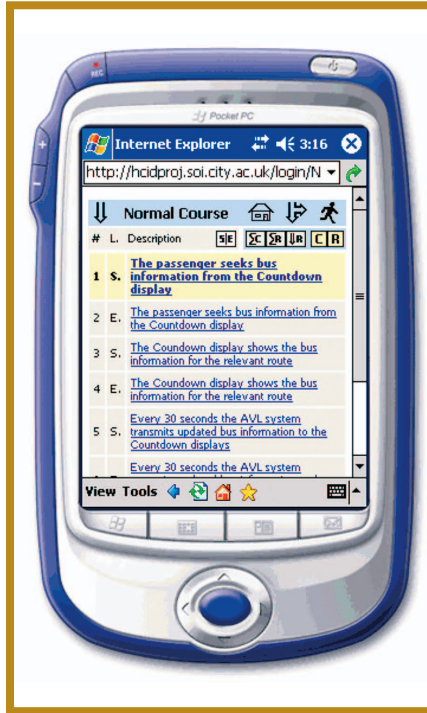 REC
Pocket PC
Internet Explorer 3:16
http://hcidproj.soi.city.ac.uk/login/N
Normal Course
# L. Description S|E ΣC ΣR ⇓R C R
1 S. The passenger seeks bus
information from the Countdown
display
2 E. The passenger seeks bus information from
the Countdown display
3 S. The Coundown display shows the bus
information for the relevant route
4 E. The Coundown display shows the bus
information for the relevant route
5 S. Every 30 seconds the AVL system
transmits updated bus information to the
Countdown displays
Every 30 seconds the AVL system
View Tools